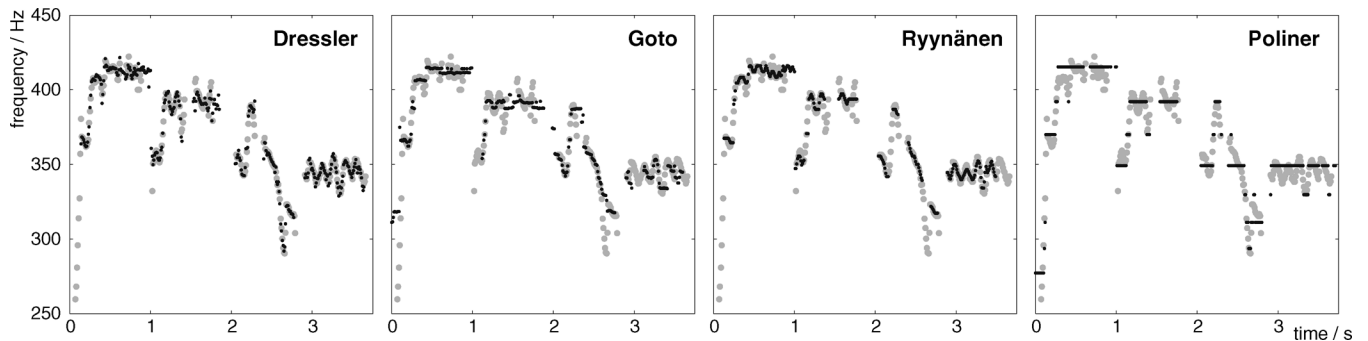 frequency / Hz
450
400
350
300
250
Dressler
Goto
Ryynänen
Poliner
0 1 2 3
0 1 2 3
0 1 2 3
0 1 2 3
time / s